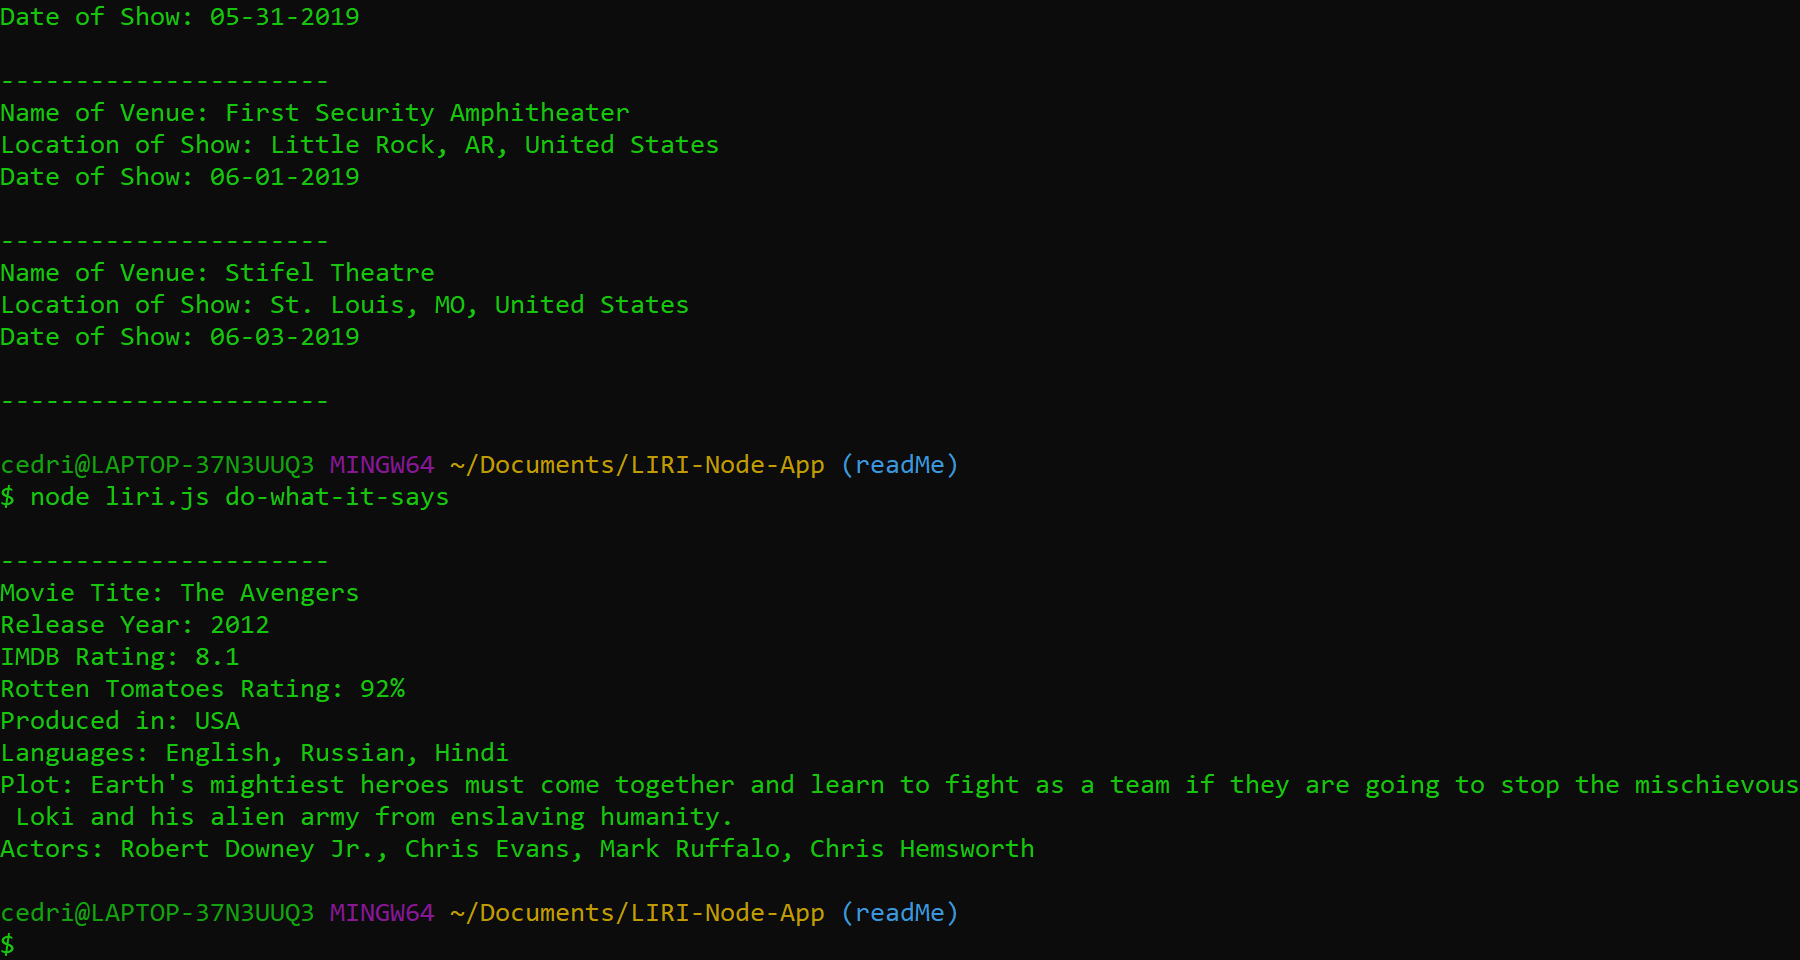 Date of Show: 05-31-2019
----------------------
Name of Venue: First Security Amphitheater
Location of Show: Little Rock, AR, United States
Date of Show: 06-01-2019
----------------------
Name of Venue: Stifel Theatre
Location of Show: St. Louis, MO, United States
Date of Show: 06-03-2019
----------------------
cedri@LAPTOP-37N3UUQ3 MINGW64 ~/Documents/LIRI-Node-App (readMe)
$ node liri.js do-what-it-says
----------------------
Movie Tite: The Avengers
Release Year: 2012
IMDB Rating: 8.1
Rotten Tomatoes Rating: 92%
Produced in: USA
Languages: English, Russian, Hindi
Plot: Earth's mightiest heroes must come together and learn to fight as a team if they are going to stop the mischievous
 Loki and his alien army from enslaving humanity.
Actors: Robert Downey Jr., Chris Evans, Mark Ruffalo, Chris Hemsworth
cedri@LAPTOP-37N3UUQ3 MINGW64 ~/Documents/LIRI-Node-App (readMe)
$